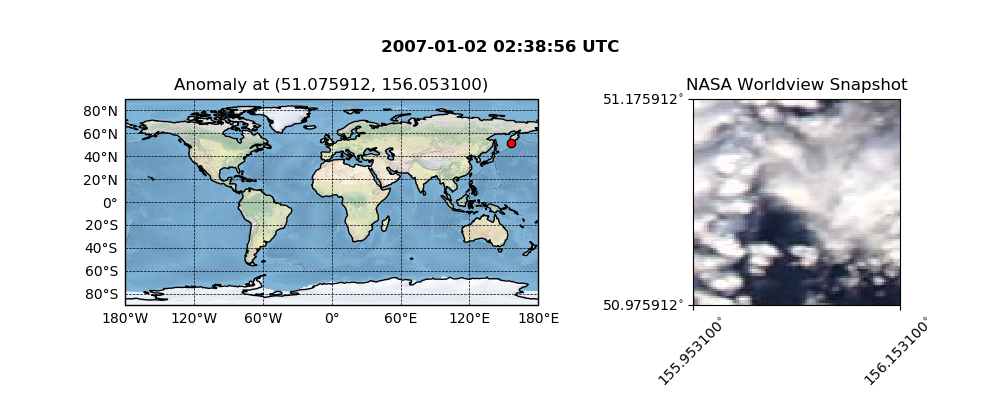 2007-01-02 02:38:56 UTC
Anomaly at (51.075912, 156.053100)
80°N
60°N
40°N
20°N
0°
20°S
40°S
60°S
80°S
180°W 120°W 60°W 0° 60°E 120°E 180°E
NASA Worldview Snapshot
51.175912°
50.975912°
155.953100°
156.153100°